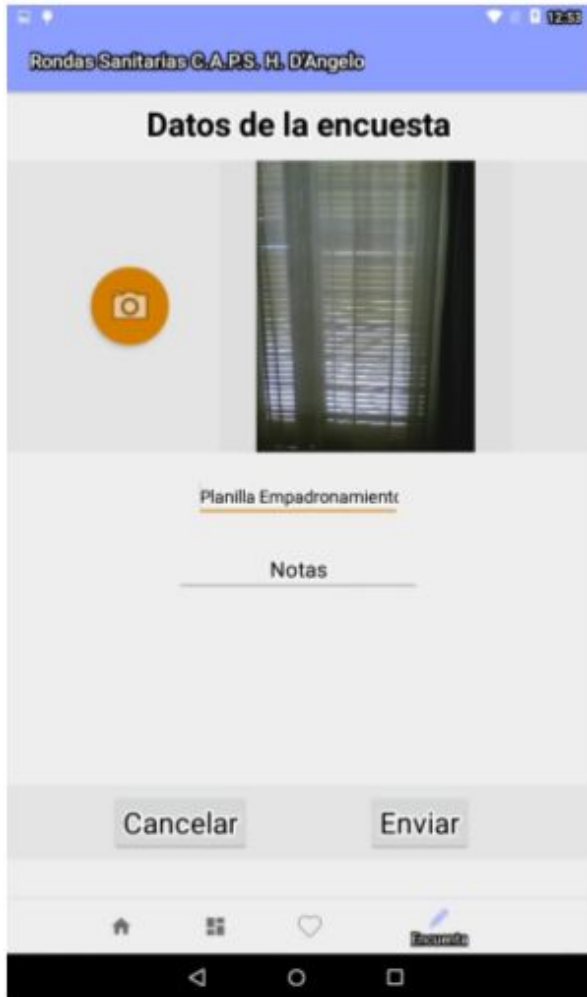 12:53
Rondas Sanitarias C.A.P.S. H. D'Angelo
Datos de la encuesta
Planilla Empadronamiento
Notas
Cancelar
Enviar
Encuesta